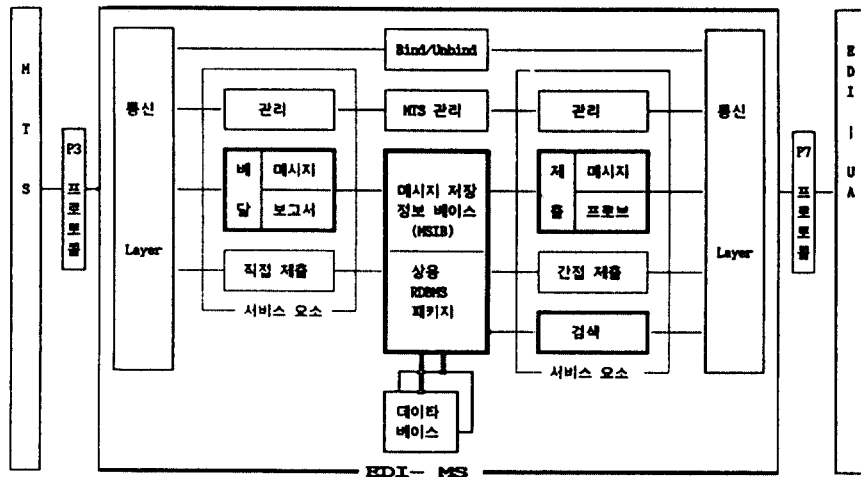 MTS
P3 프로토콜
통신
Layer
관리
배달
메시지
보고서
직접 제출
서비스 요소
Bind/Unbind
MTS 관리
메시지 저장
정보 베이스
(MSIB)
상용
RDBMS
패키지
데이타
베이스
관리
제출
메시지
프로브
간접 제출
검색
서비스 요소
통신
Layer
P7 프로토콜
EDI-UA
EDI- MS